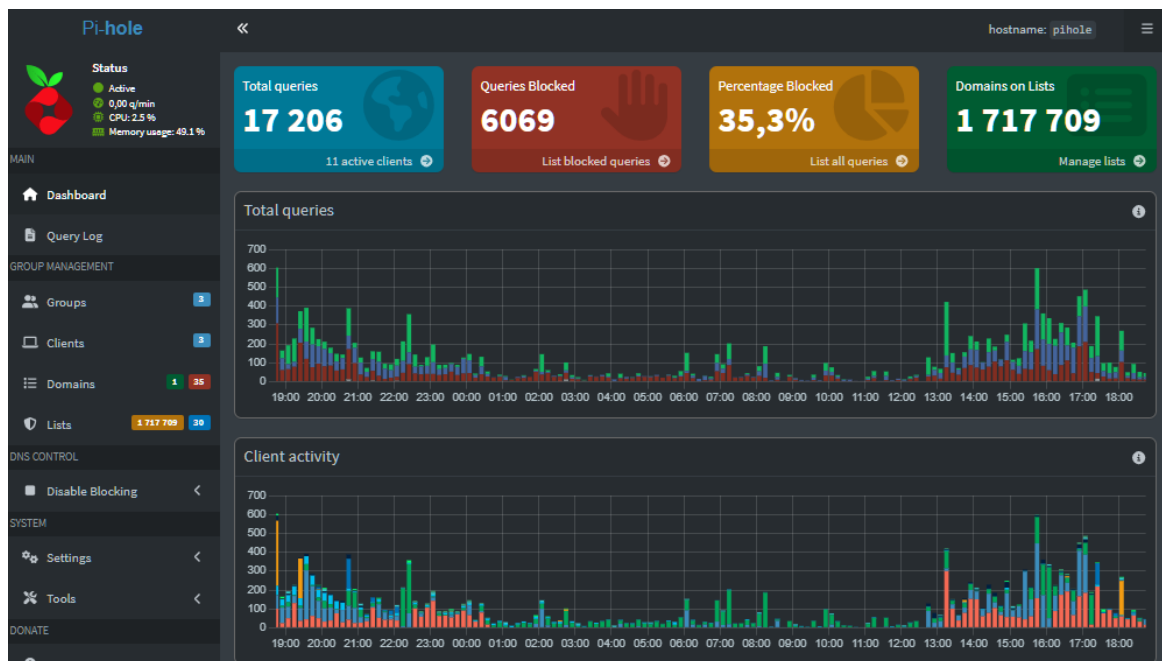 Pi-hole
hostname: pihole
Status
Active
0,00 q/min
CPU: 2.5 %
Memory usage: 49.1 %
MAIN
Dashboard
Query Log
GROUP MANAGEMENT
Groups 3
Clients 3
Domains 1 35
Lists 1 717 709 30
DNS CONTROL
Disable Blocking
SYSTEM
Settings
Tools
DONATE
Total queries
17 206
11 active clients
Queries Blocked
6069
List blocked queries
Percentage Blocked
35,3%
List all queries
Domains on Lists
1 717 709
Manage lists
Total queries
700
600
500
400
300
200
100
0
19:00 20:00 21:00 22:00 23:00 00:00 01:00 02:00 03:00 04:00 05:00 06:00 07:00 08:00 09:00 10:00 11:00 12:00 13:00 14:00 15:00 16:00 17:00 18:00
Client activity
700
600
500
400
300
200
100
0
19:00 20:00 21:00 22:00 23:00 00:00 01:00 02:00 03:00 04:00 05:00 06:00 07:00 08:00 09:00 10:00 11:00 12:00 13:00 14:00 15:00 16:00 17:00 18:00